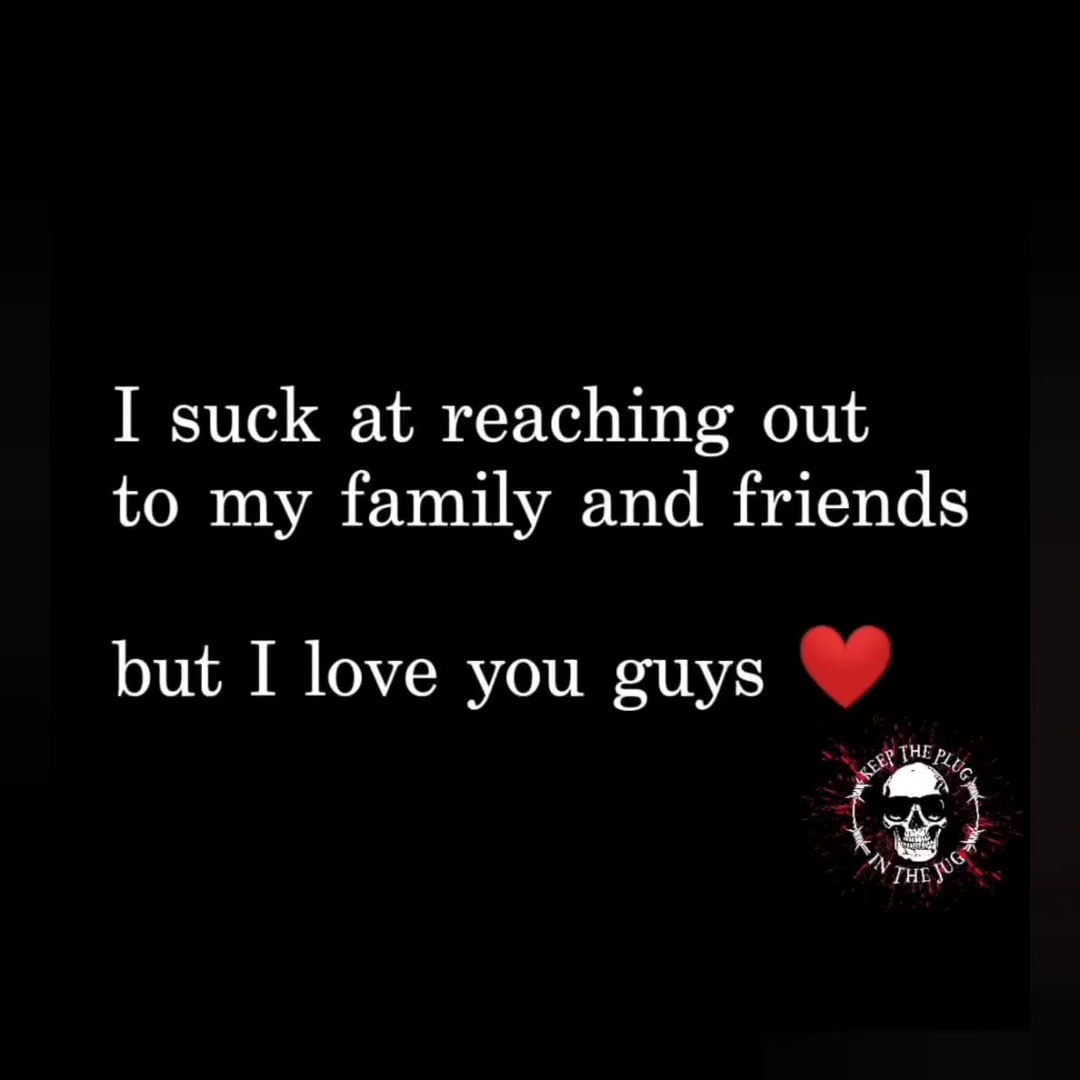 I suck at reaching out
to my family and friends
but I love you guys ❤️
KEEP THE PLUG
IN THE JUG